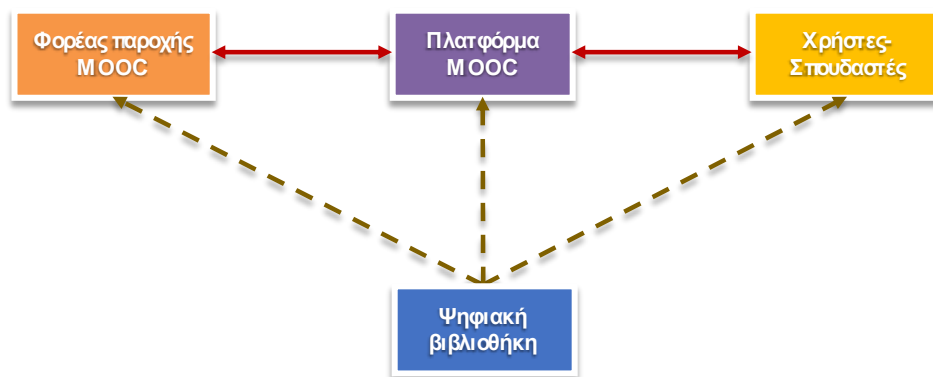 Φορέας παροχής
MOOC
Πλατφόρμα
MOOC
Χρήστες-
Σπουδαστές
Ψηφιακή
βιβλιοθήκη